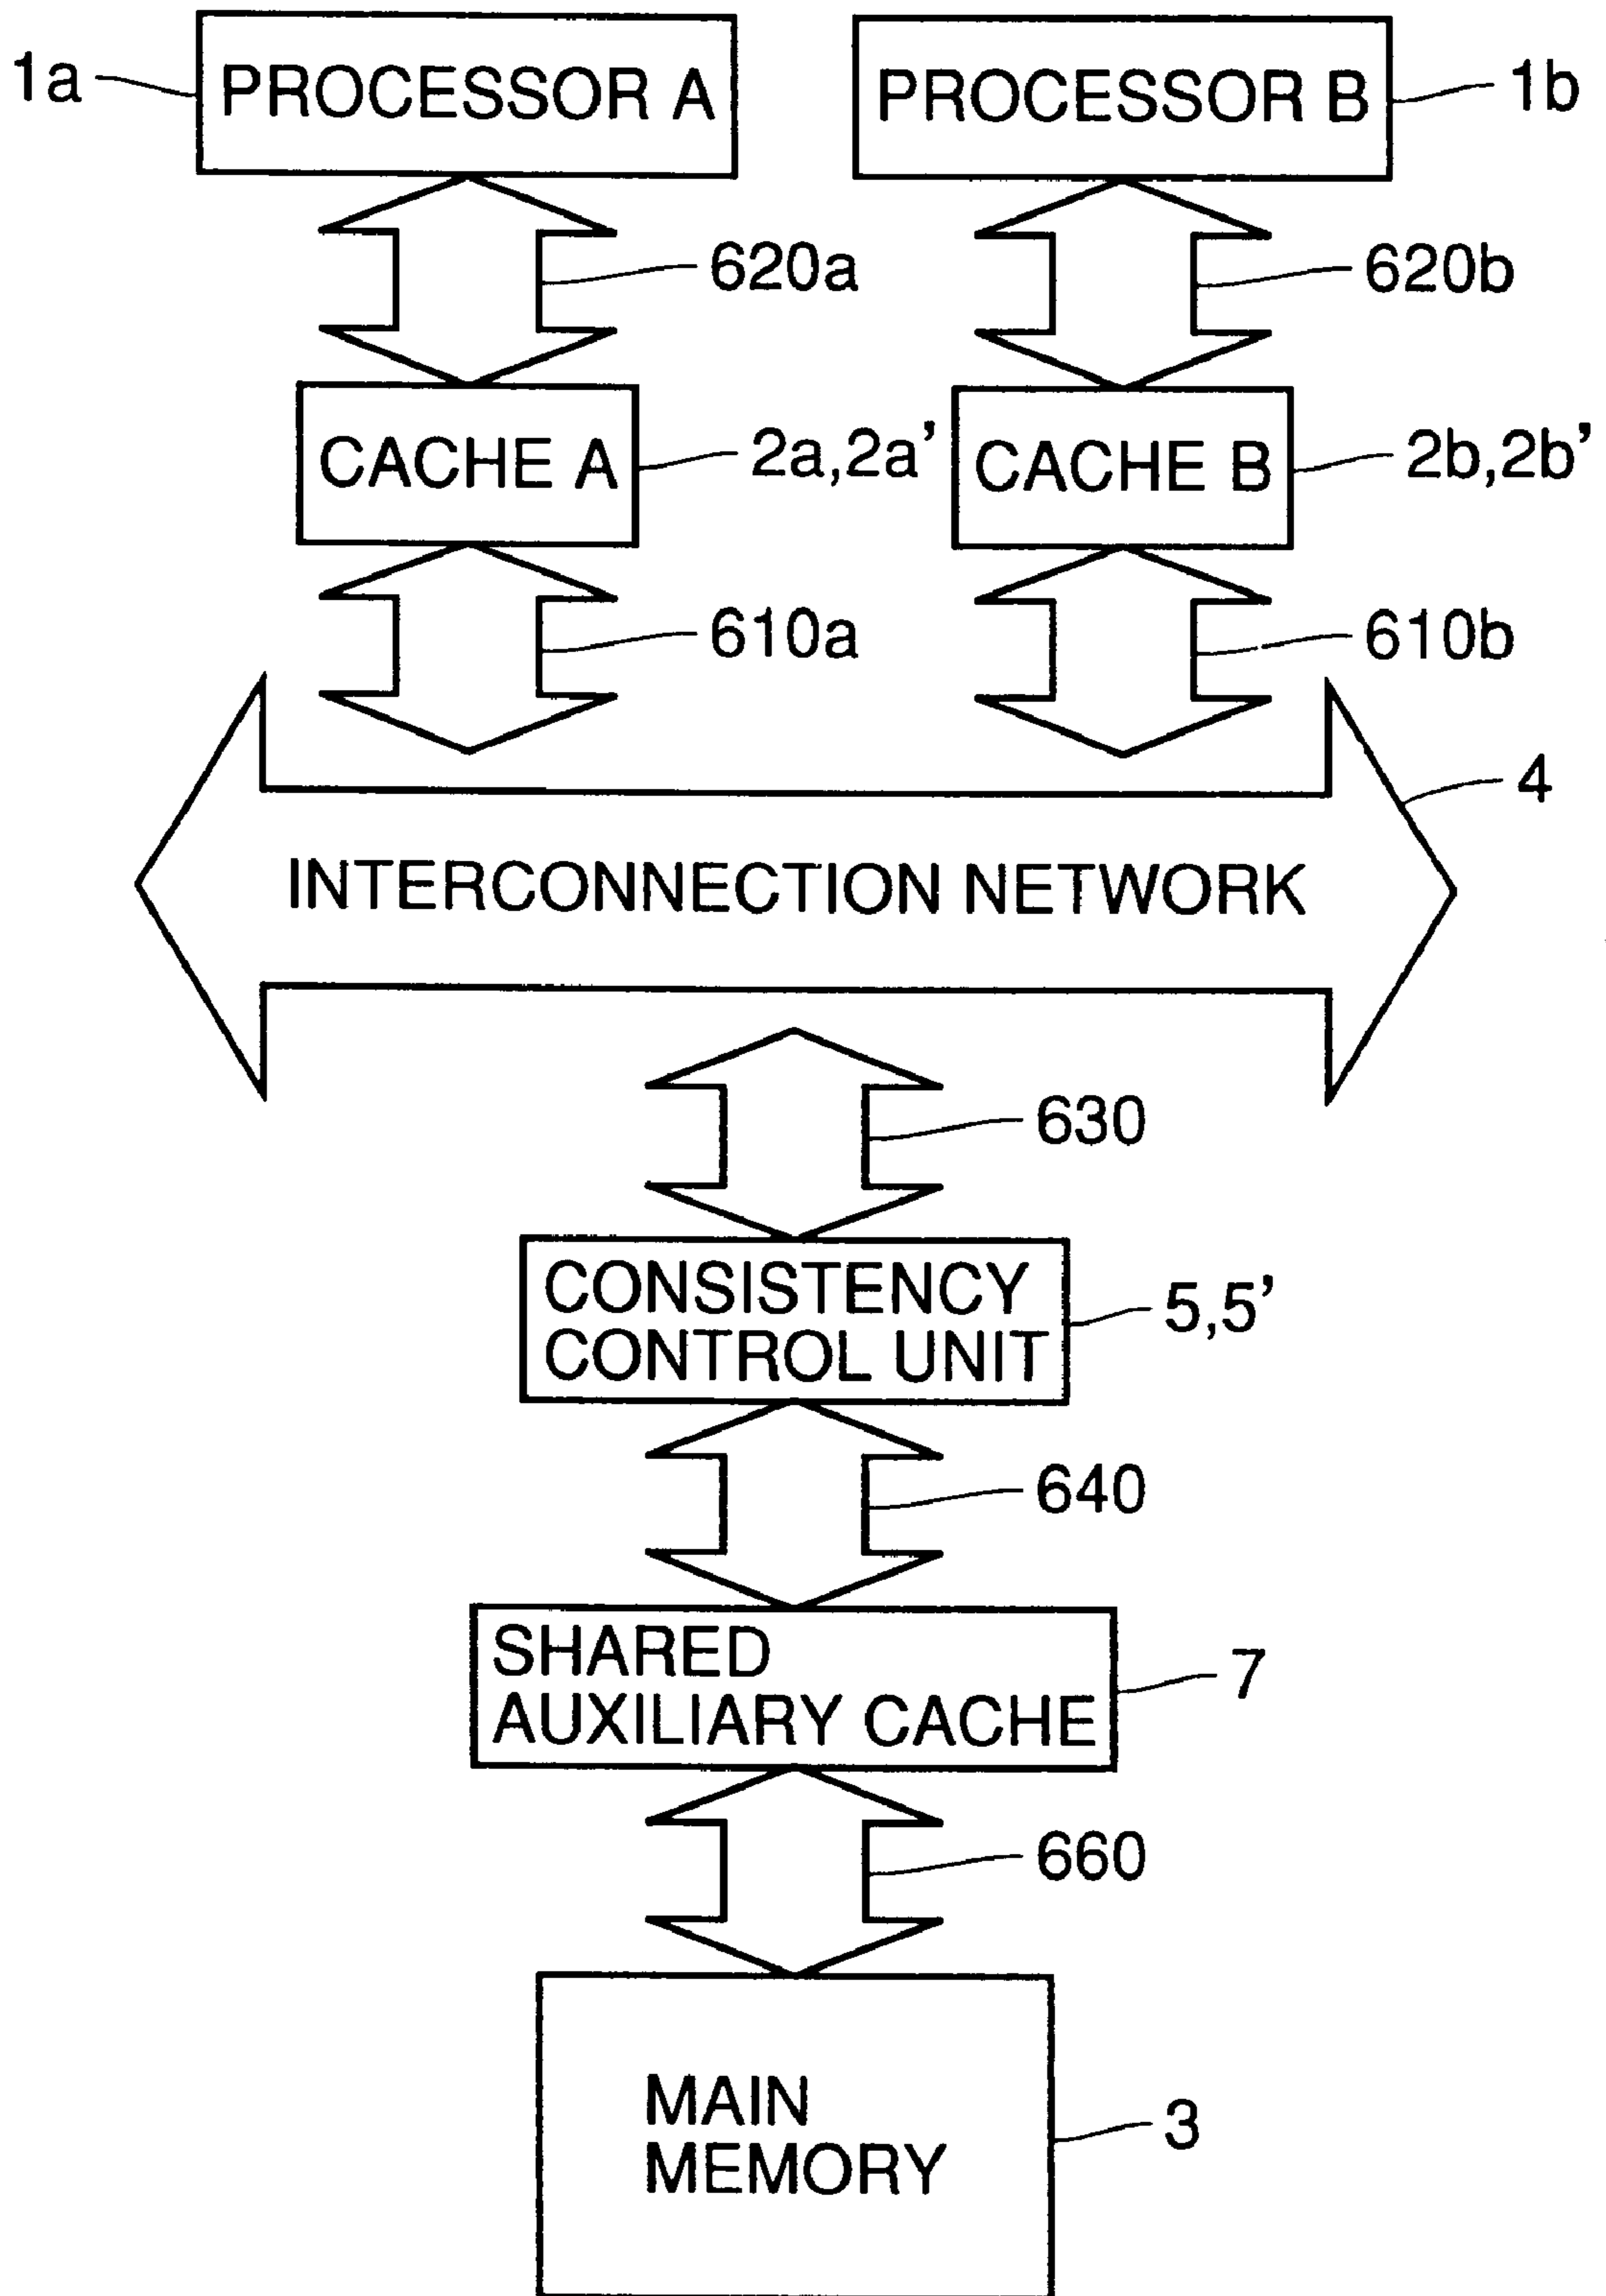 1a
PROCESSOR A
PROCESSOR B
1b
620a
620b
CACHE A
2a,2a’
CACHE B
2b,2b’
610a
610b
4
INTERCONNECTION NETWORK
630
CONSISTENCY
CONTROL UNIT
5,5’
640
SHARED
AUXILIARY CACHE
7
660
MAIN
MEMORY
3